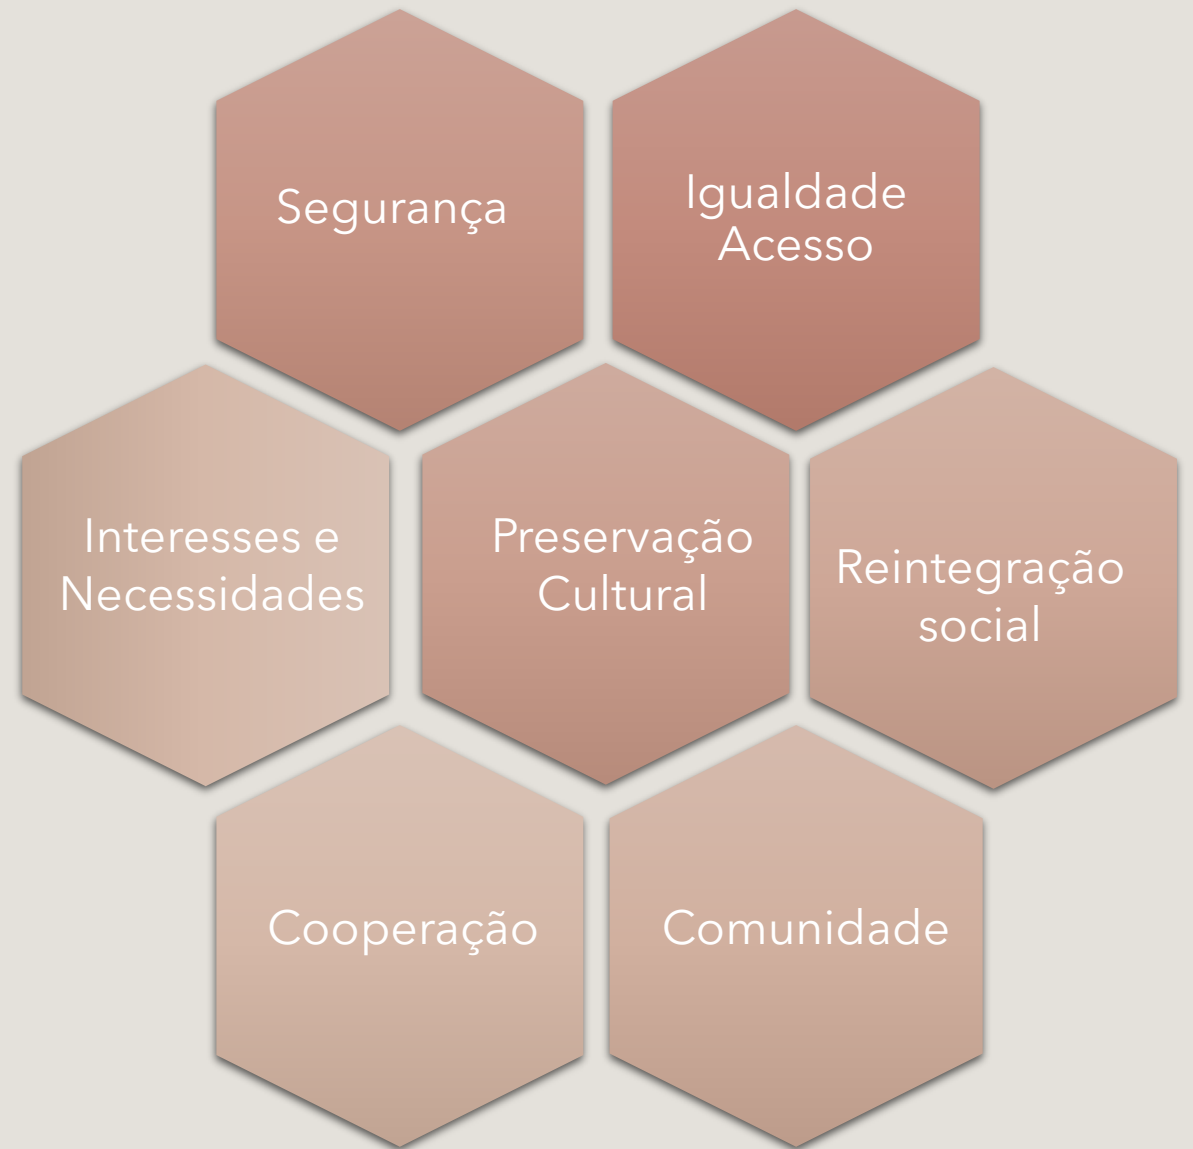 Segurança
Igualdade
Acesso
Interesses e
Necessidades
Preservação
Cultural
Reintegração
social
Cooperação
Comunidade